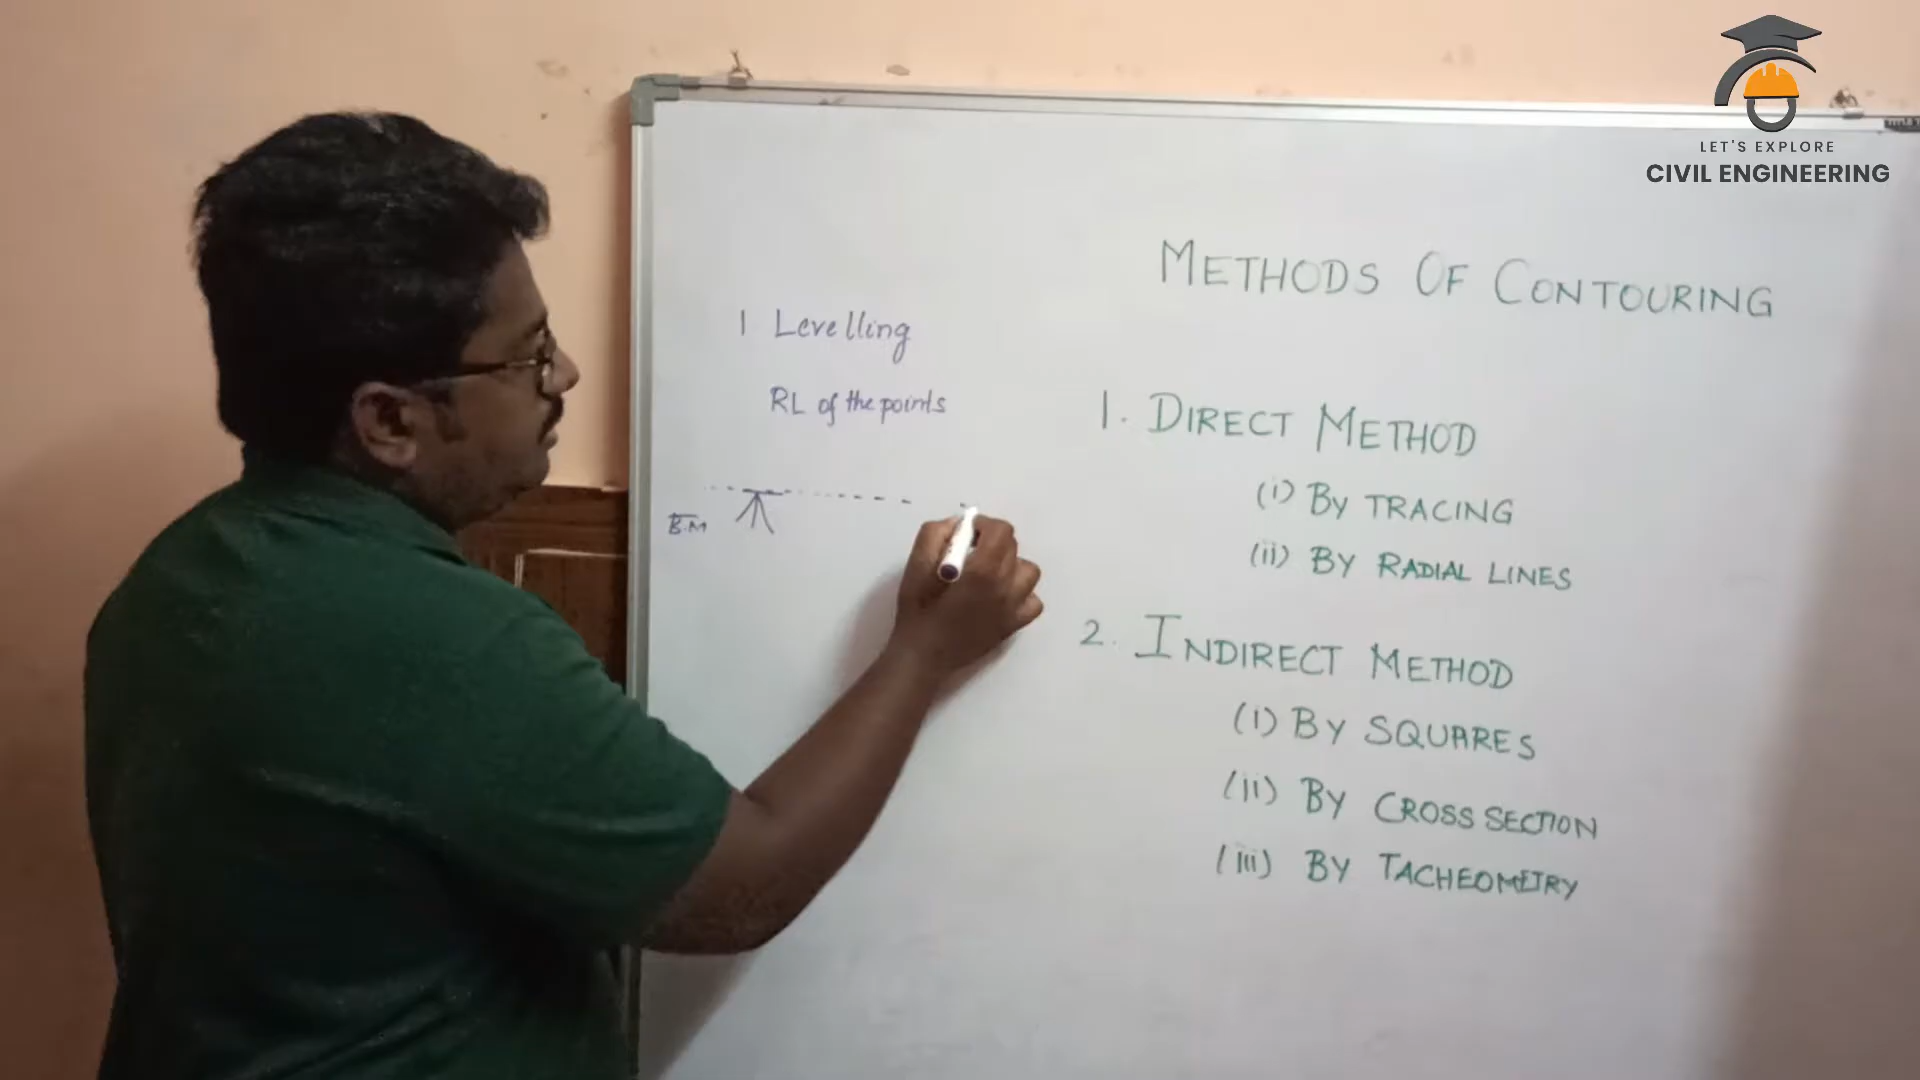 LET'S EXPLORE
CIVIL ENGINEERING
METHODS OF CONTOURING
1 Levelling
RL of the points
B.M
1. DIRECT METHOD
(i) By TRACING
(ii) BY RADIAL LINES
2. INDIRECT METHOD
(i) By SQUARES
(ii) BY CROSS SECTION
(iii) BY TACHEOMETRY